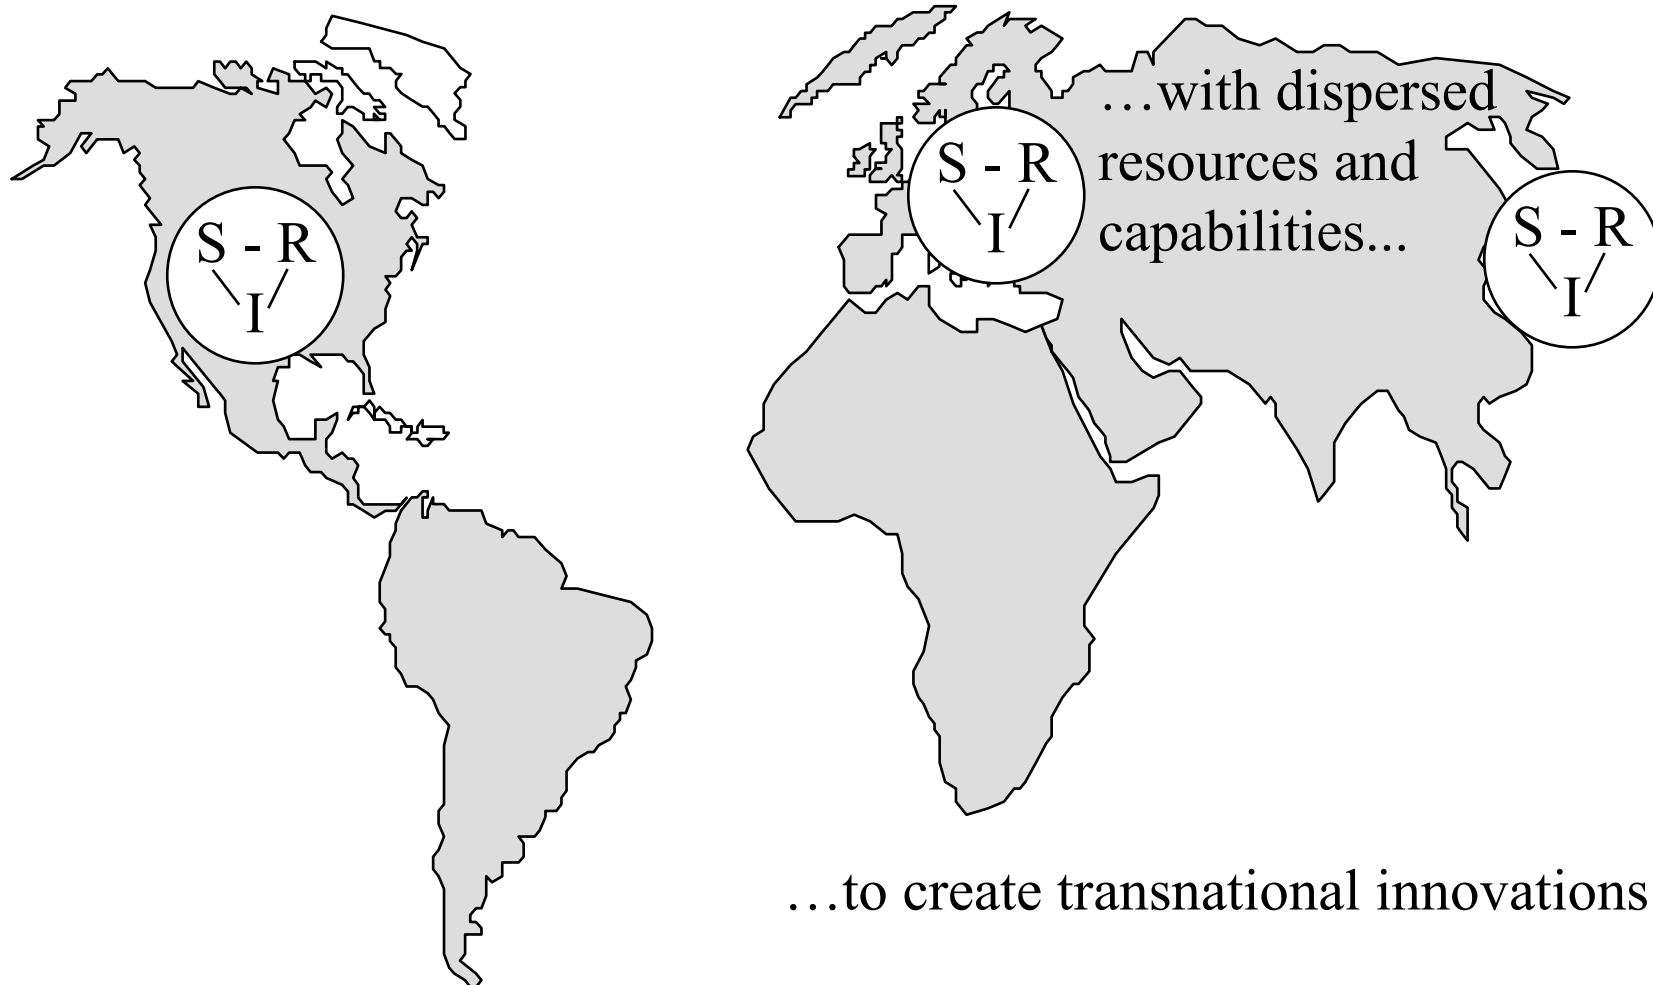 S - R
I
S - R
I
…with dispersed
resources and
capabilities...
S - R
I
…to create transnational innovations